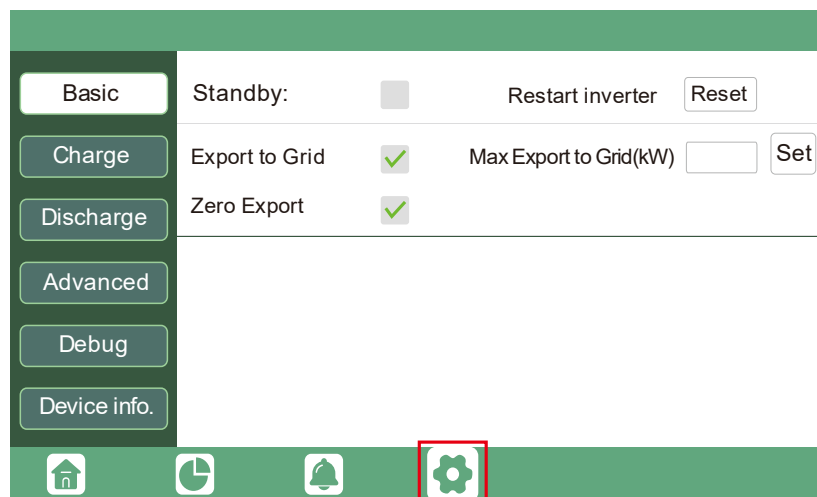 Basic
Standby:
Restart inverter
Reset
Charge
Export to Grid
Max Export to Grid(kW)
Set
Discharge
Zero Export
Advanced
Debug
Device info.